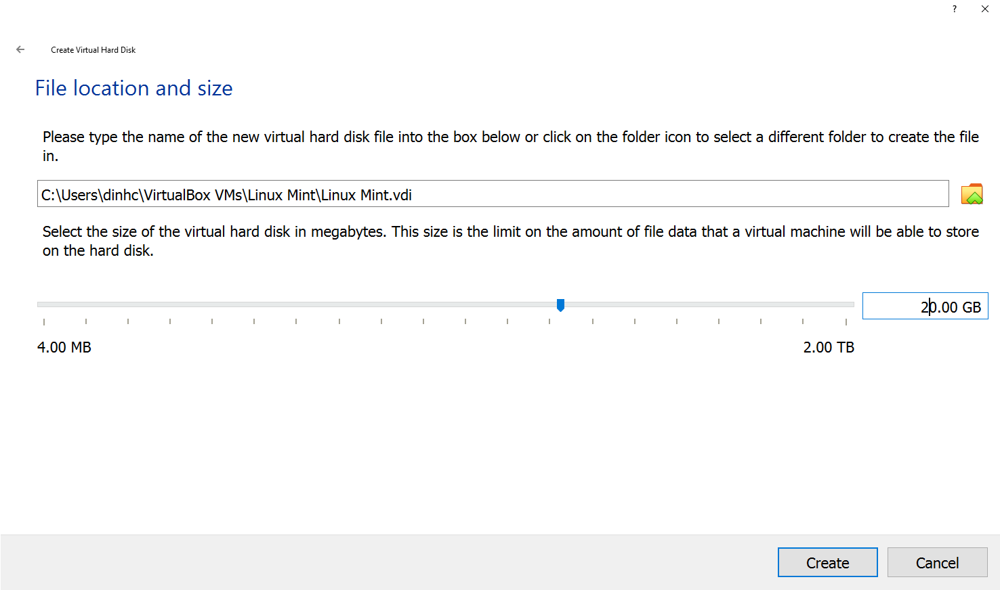 ?
Create Virtual Hard Disk
File location and size
Please type the name of the new virtual hard disk file into the box below or click on the folder icon to select a different folder to create the file
in.
C:\Users\dinhc\VirtualBox VMs\Linux Mint\Linux Mint.vdi
Select the size of the virtual hard disk in megabytes. This size is the limit on the amount of file data that a virtual machine will be able to store
on the hard disk.
20.00 GB
4.00 MB 2.00 TB
Create Cancel